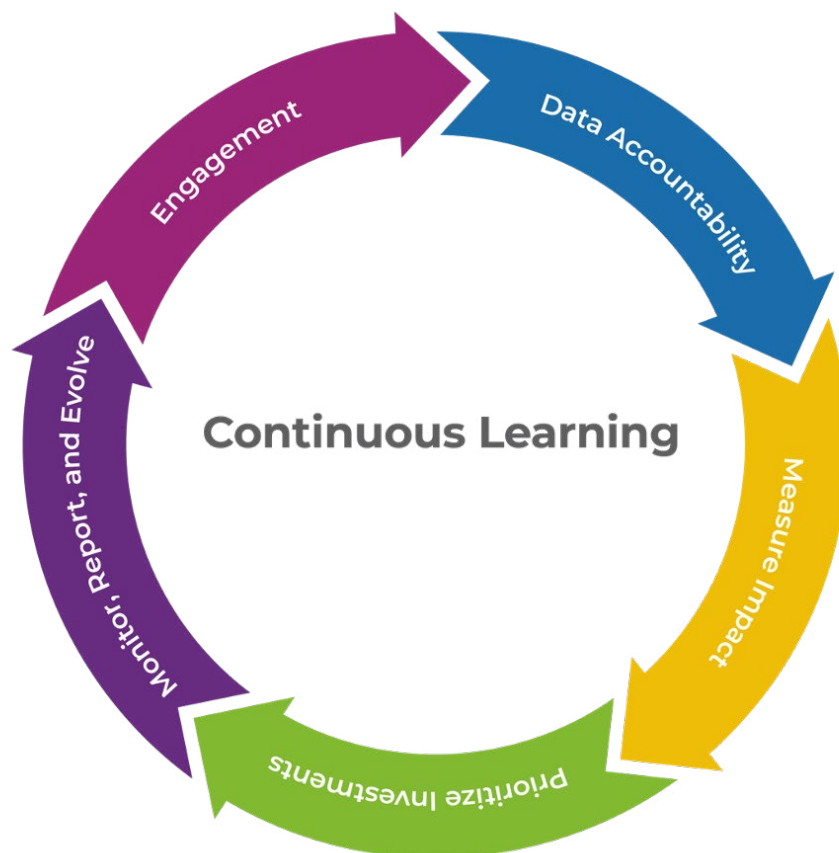 Engagement
Data Accountability
Measure Impact
Prioritize Investments
Monitor, Report, and Evolve
Continuous Learning